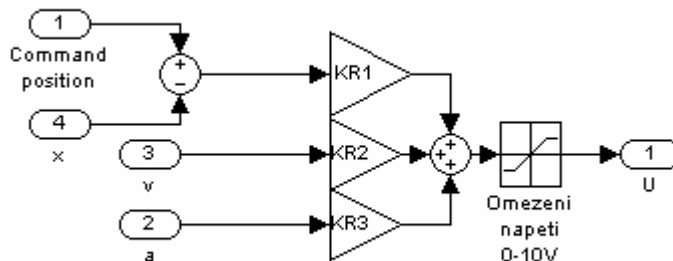 1
Command
position
+
−
4
x
KR1
3
v
KR2
2
a
KR3
+
+
+
Omezeni
napeti
0-10V
1
U